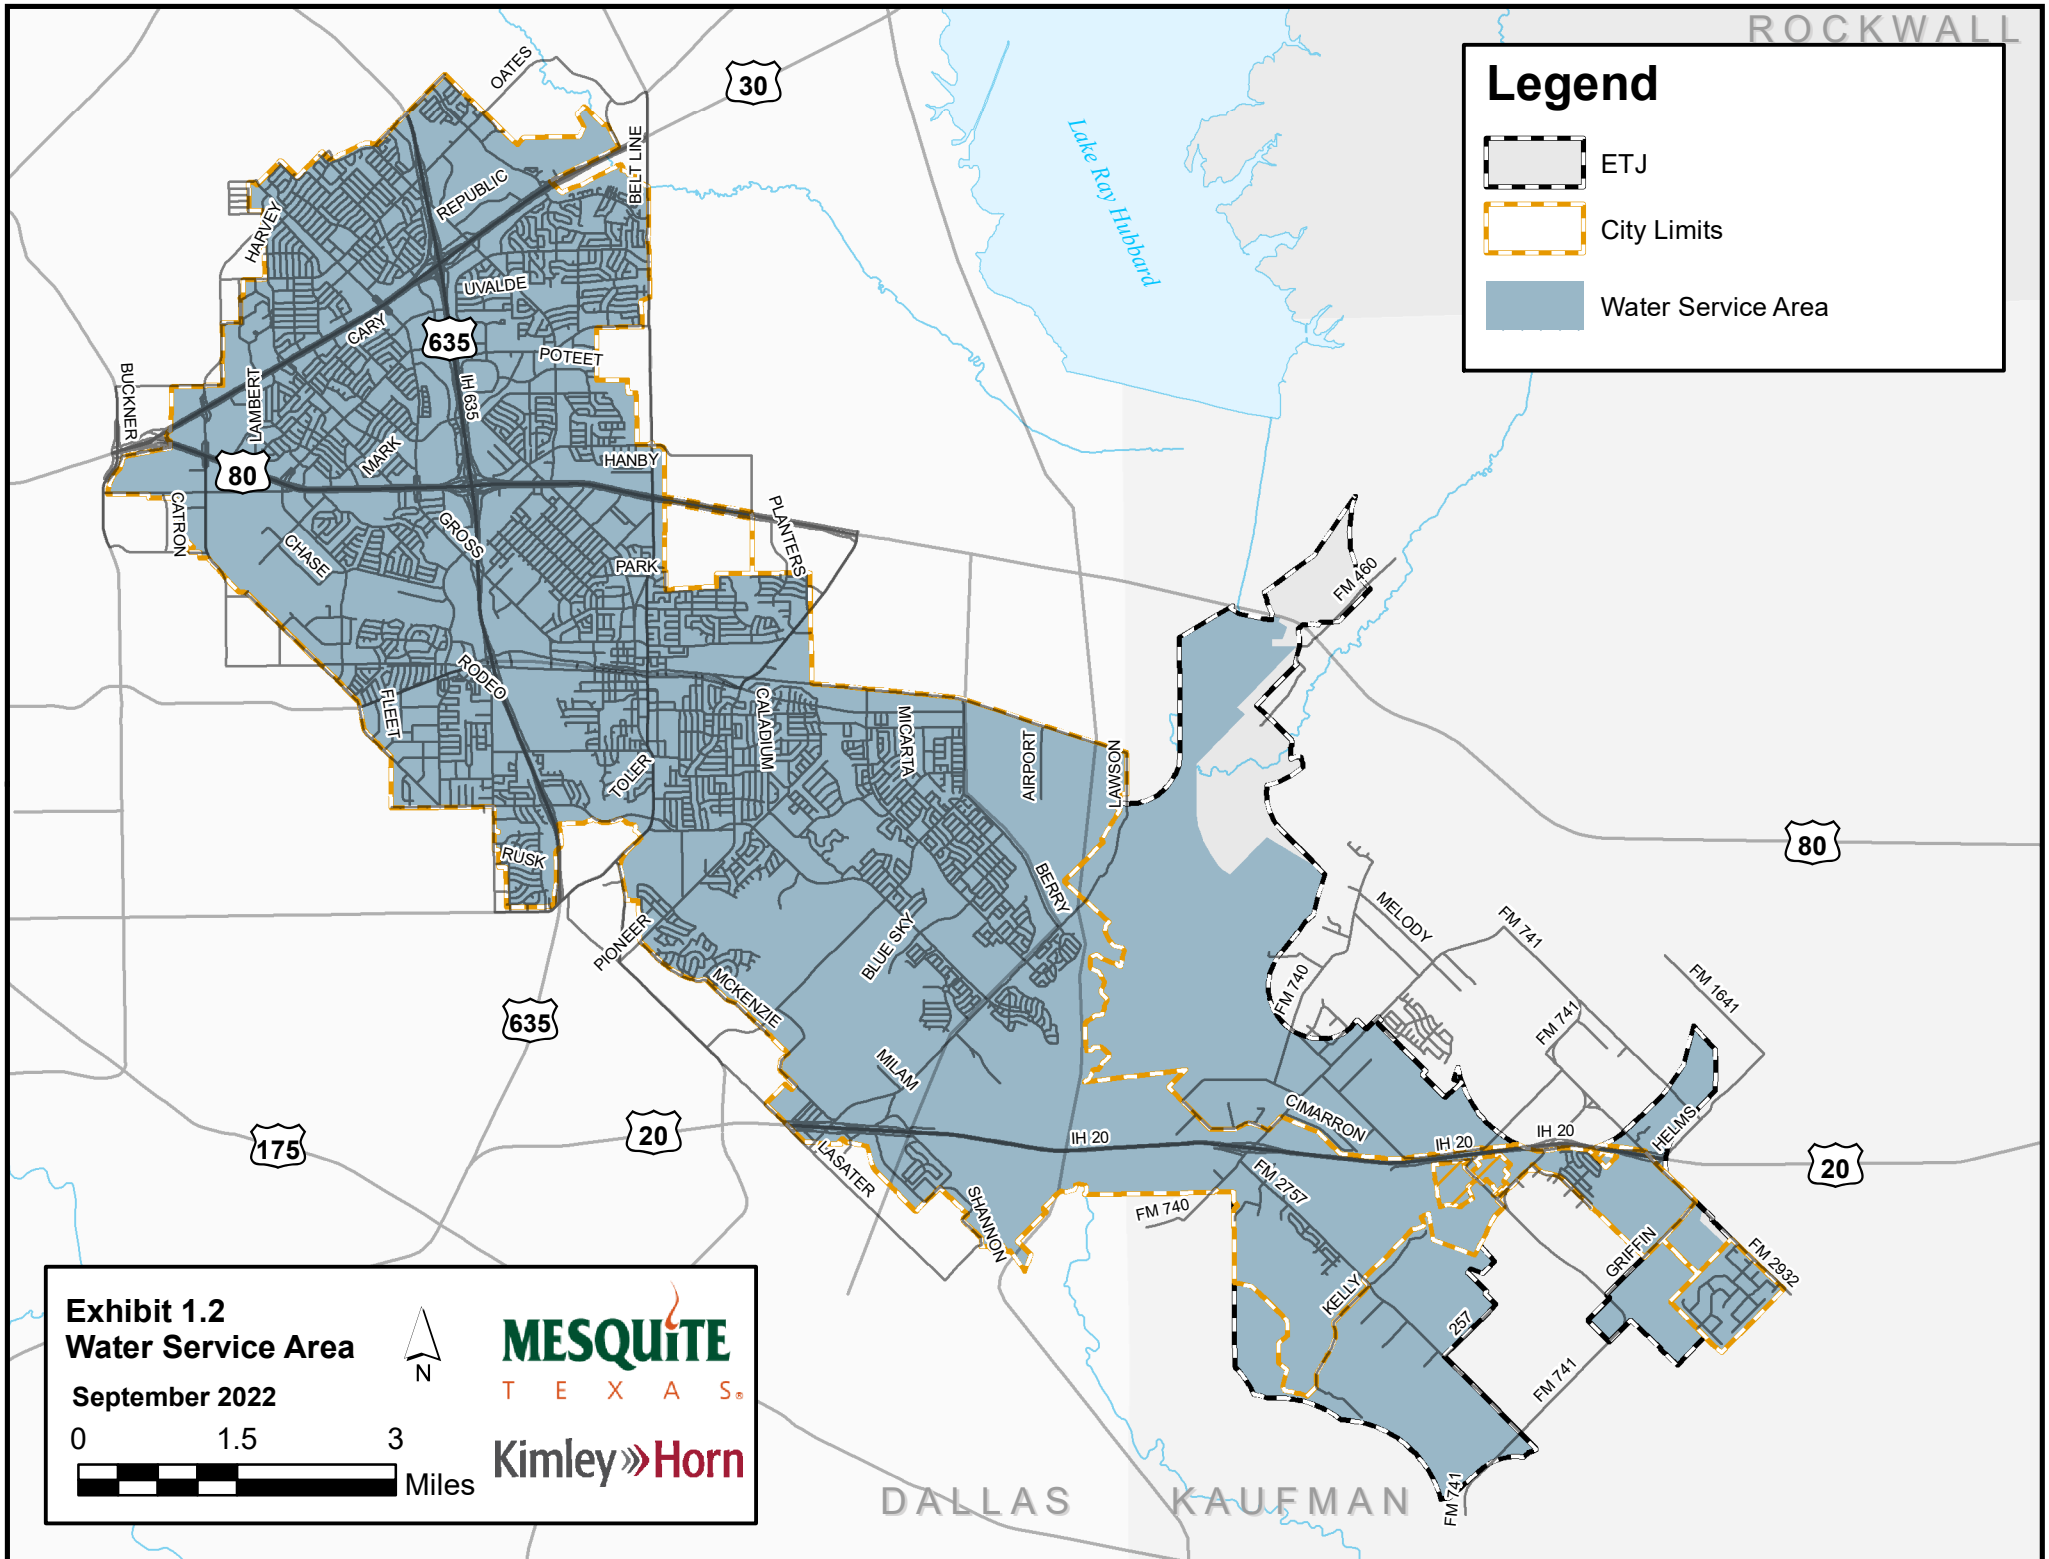 ROCKWALL
Legend
ETJ
City Limits
Water Service Area
OATES
30
BELT LINE
REPUBLIC
HARVEY
UVALDE
CARY
635
POTEET
IH 635
BUCKNER
LAMBERT
MARK
HANBY
80
CATRON
GROSS
CHASE
PARK
PLANTERS
Lake Ray Hubbard
FM 460
RODEO
FLEET
CALADIUM
MICARTA
AIRPORT
LAWSON
TOLER
RUSK
80
BERRY
PIONEER
BLUE SKY
MCKENZIE
MELODY
FM 741
FM 740
FM 1641
FM 741
635
MILAM
175
20
IH 20
CIMARRON
IH 20
IH 20
HELMS
20
LASATER
SHANNON
FM 740
FM 2757
KELLY
GRIFFIN
FM 2932
257
FM 741
FM 741
Exhibit 1.2
Water Service Area
September 2022
0 1.5 3
Miles
N
MESQUiTE
TEXAS®
Kimley»Horn
DALLAS
KAUFMAN